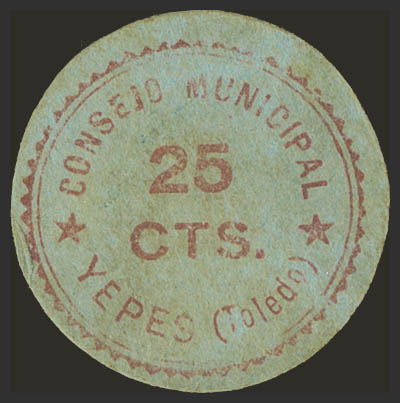 CONSEJO MUNICIPAL
25
CTS.
YEPES (Toledo)